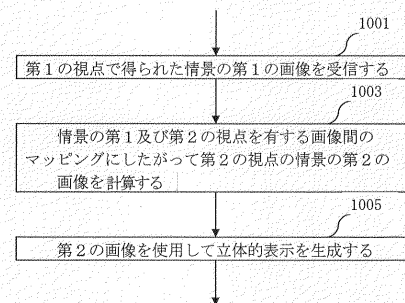 1001
第１の視点で得られた情景の第１の画像を受信する
1003
情景の第１及び第２の視点を有する画像間の
マッピングにしたがって第２の視点の情景の第２の
画像を計算する
1005
第２の画像を使用して立体的表示を生成する